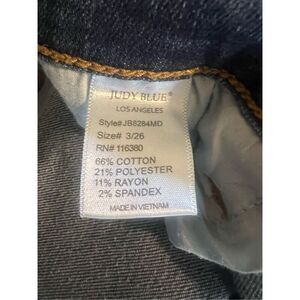 JUDY BLUE®
LOS ANGELES
Style#JB8284MD
Size# 3/26
RN# 116380
66% COTTON
21% POLYESTER
11% RAYON
2% SPANDEX
MADE IN VIETNAM